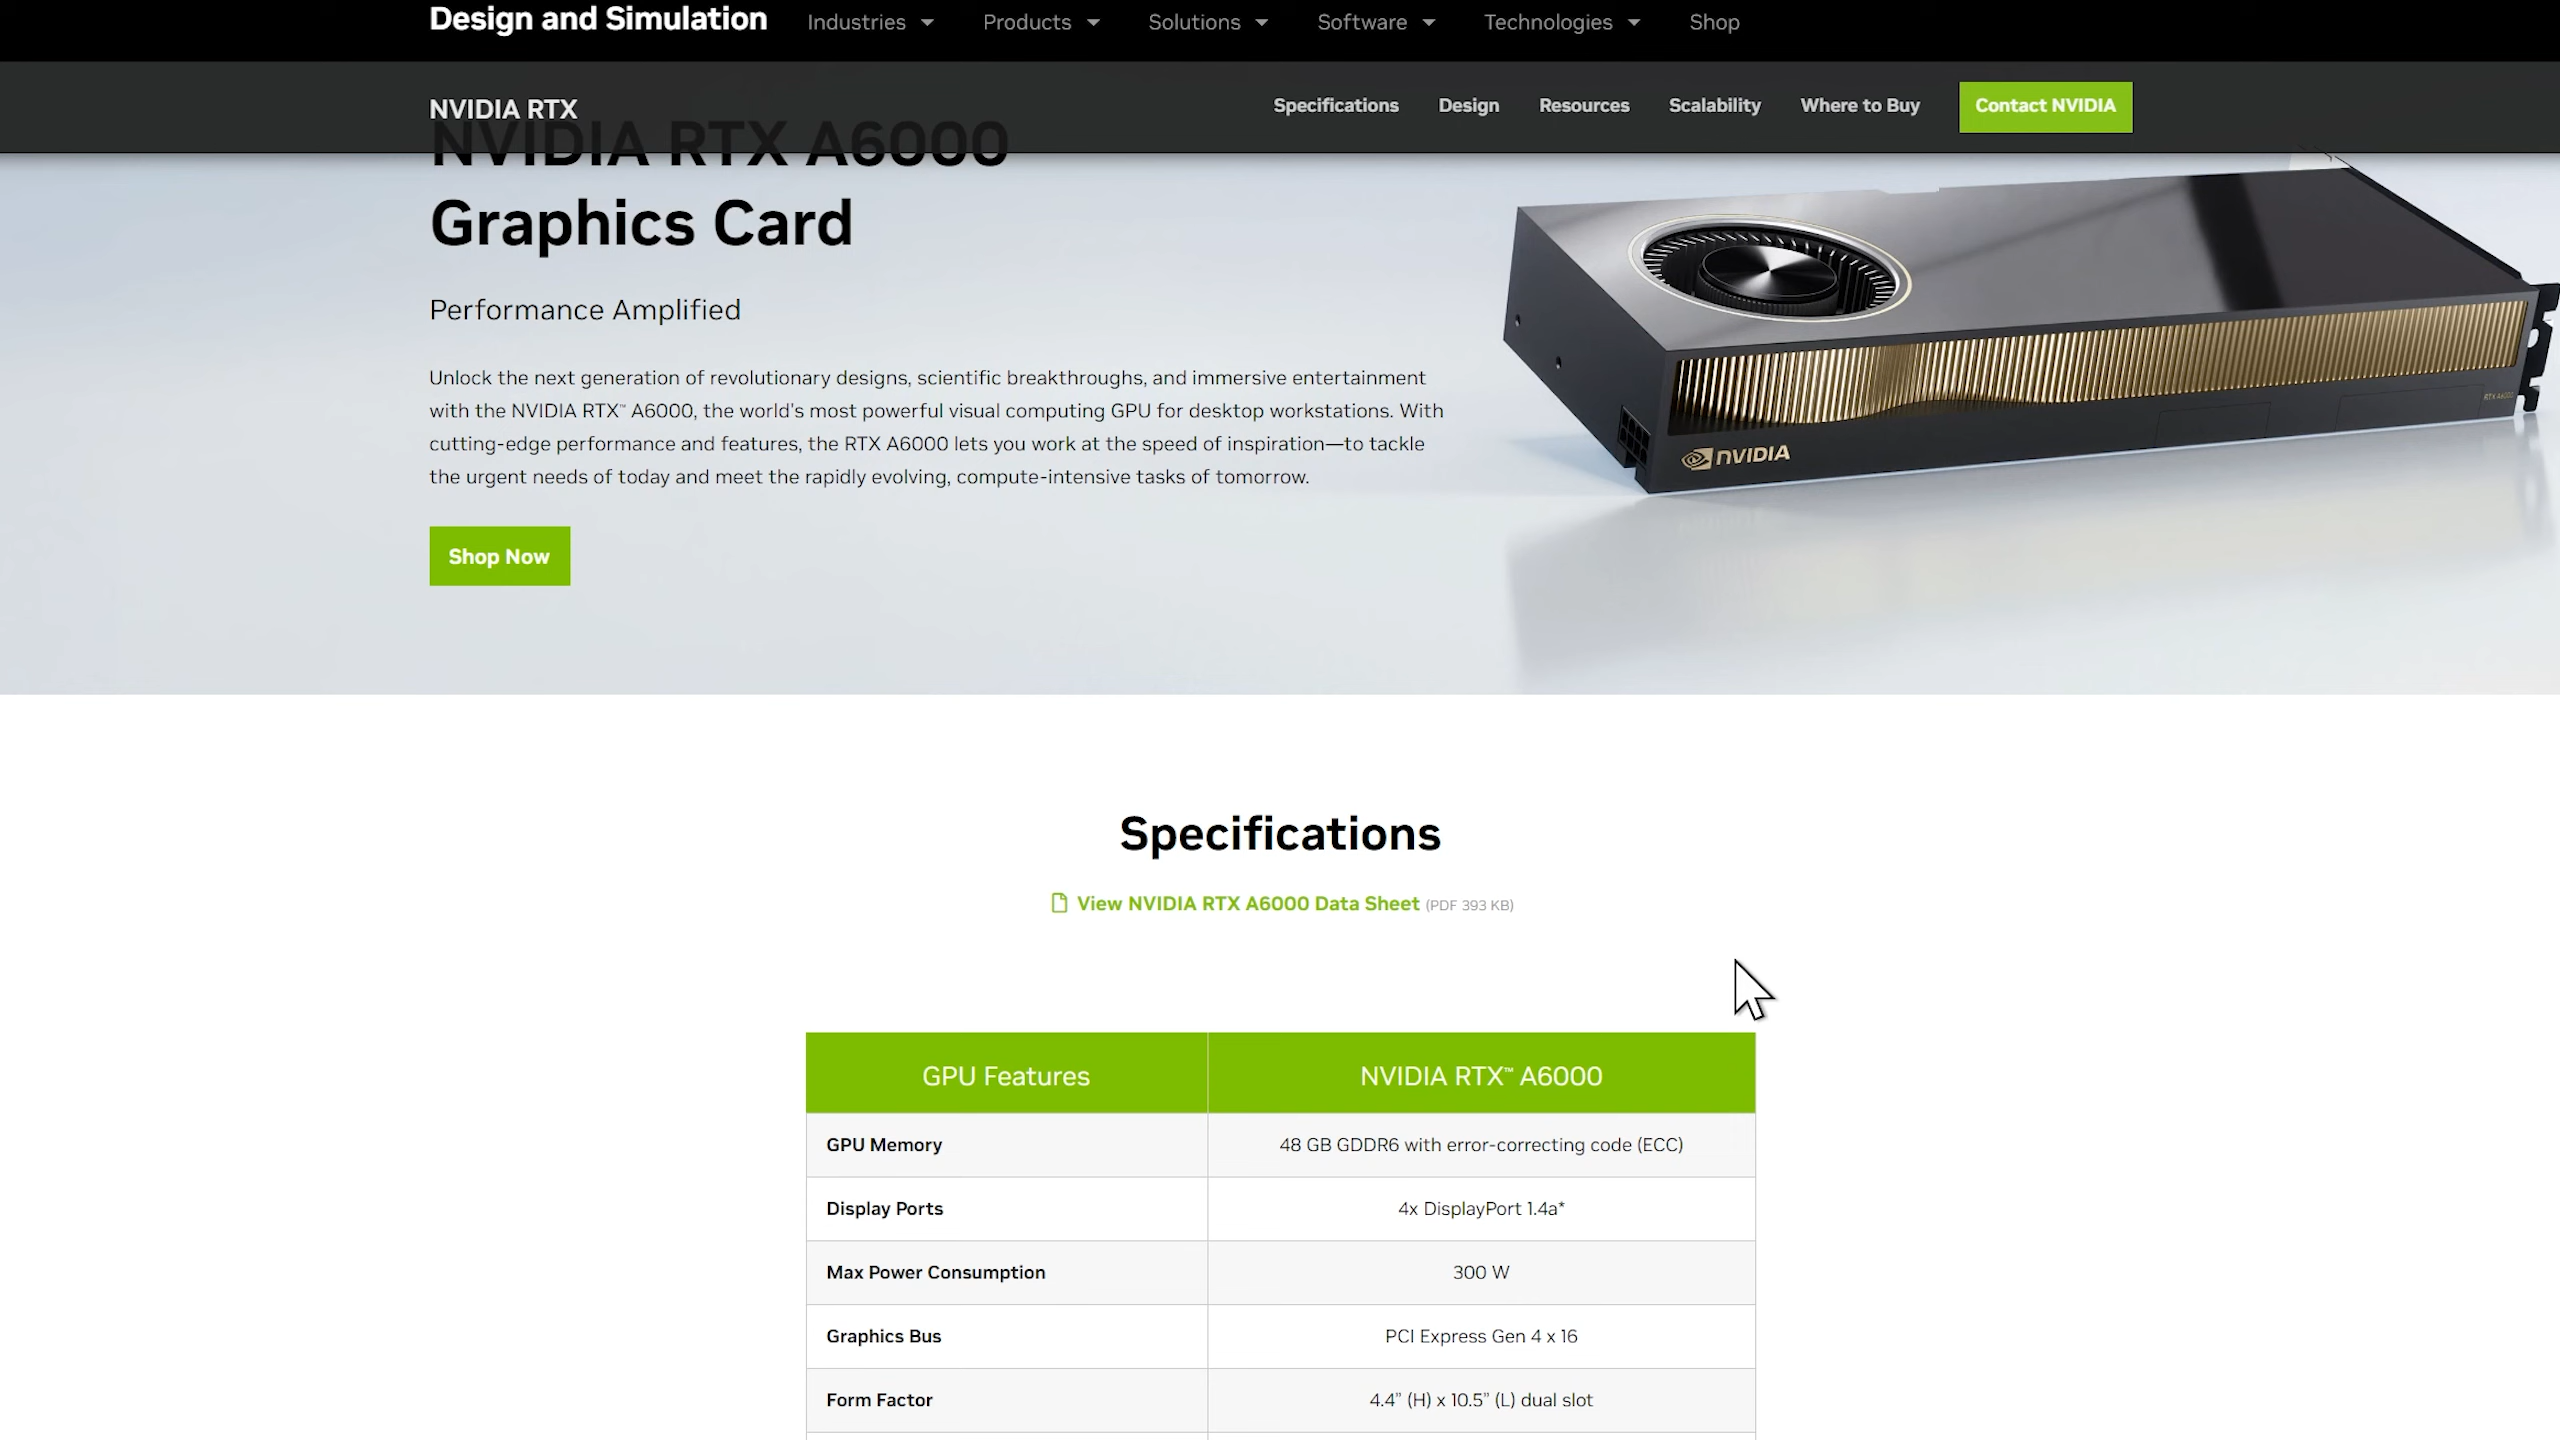 Design and Simulation Industries Products Solutions Software Technologies Shop
NVIDIA RTX Specifications Design Resources Scalability Where to Buy Contact NVIDIA
NVIDIA RTX A6000
Graphics Card
Performance Amplified
Unlock the next generation of revolutionary designs, scientific breakthroughs, and immersive entertainment
with the NVIDIA RTX™ A6000, the world's most powerful visual computing GPU for desktop workstations. With
cutting-edge performance and features, the RTX A6000 lets you work at the speed of inspiration—to tackle
the urgent needs of today and meet the rapidly evolving, compute-intensive tasks of tomorrow.
Shop Now
NVIDIA
RTX A6000
Specifications
View NVIDIA RTX A6000 Data Sheet (PDF 393 KB)
GPU Features NVIDIA RTX™ A6000
GPU Memory 48 GB GDDR6 with error-correcting code (ECC)
Display Ports 4x DisplayPort 1.4a*
Max Power Consumption 300 W
Graphics Bus PCI Express Gen 4 x 16
Form Factor 4.4” (H) x 10.5” (L) dual slot